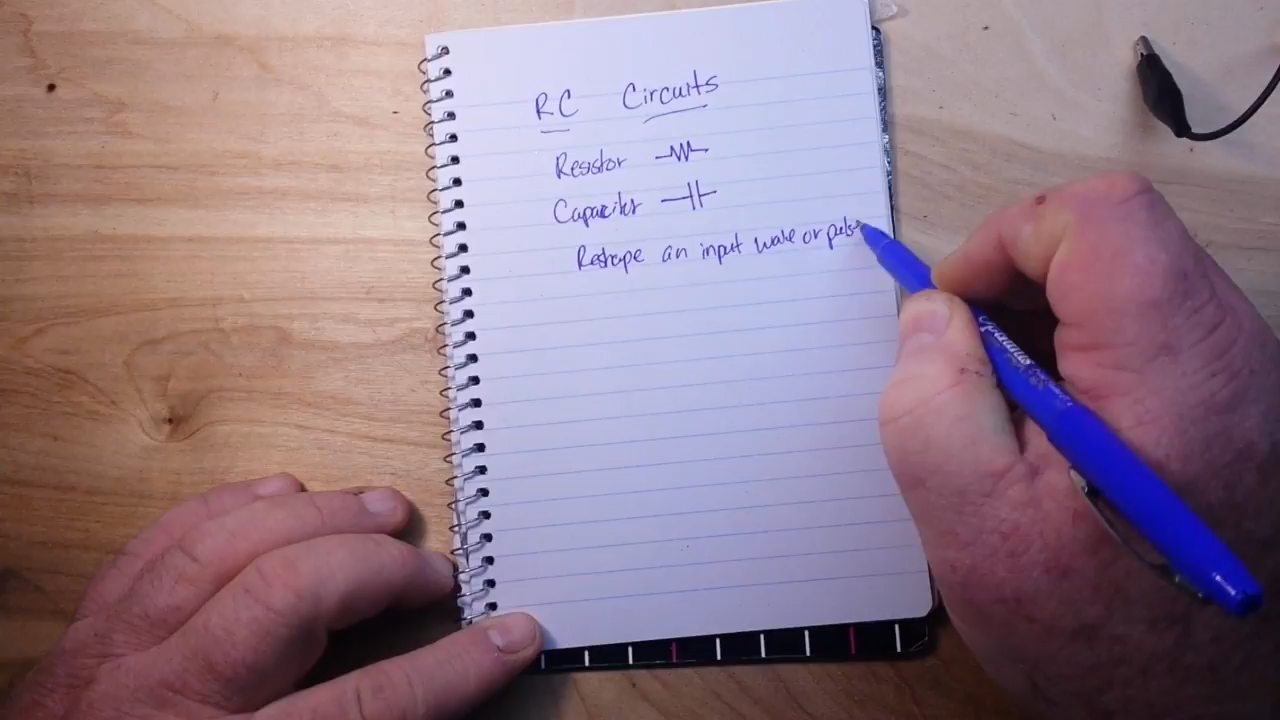 RC Circuits
Resistor
Capacitor
Reshape an input wave or pulse